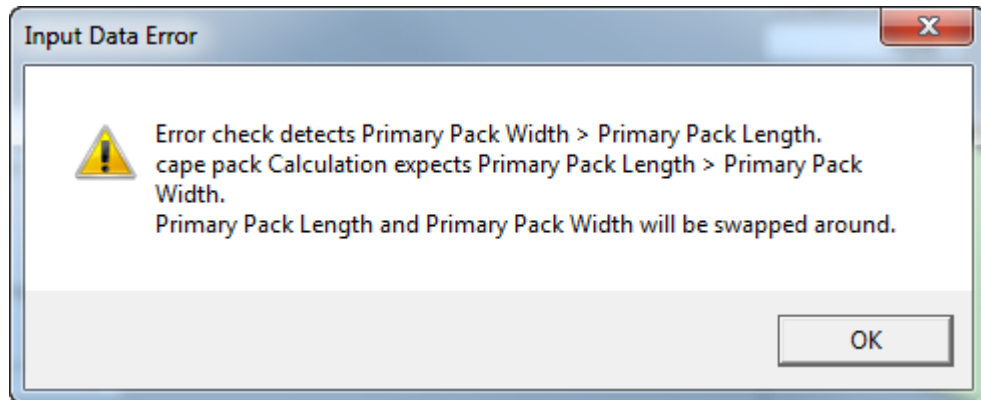 Input Data Error
Error check detects Primary Pack Width > Primary Pack Length.
cape pack Calculation expects Primary Pack Length > Primary Pack
Width.
Primary Pack Length and Primary Pack Width will be swapped around.
OK